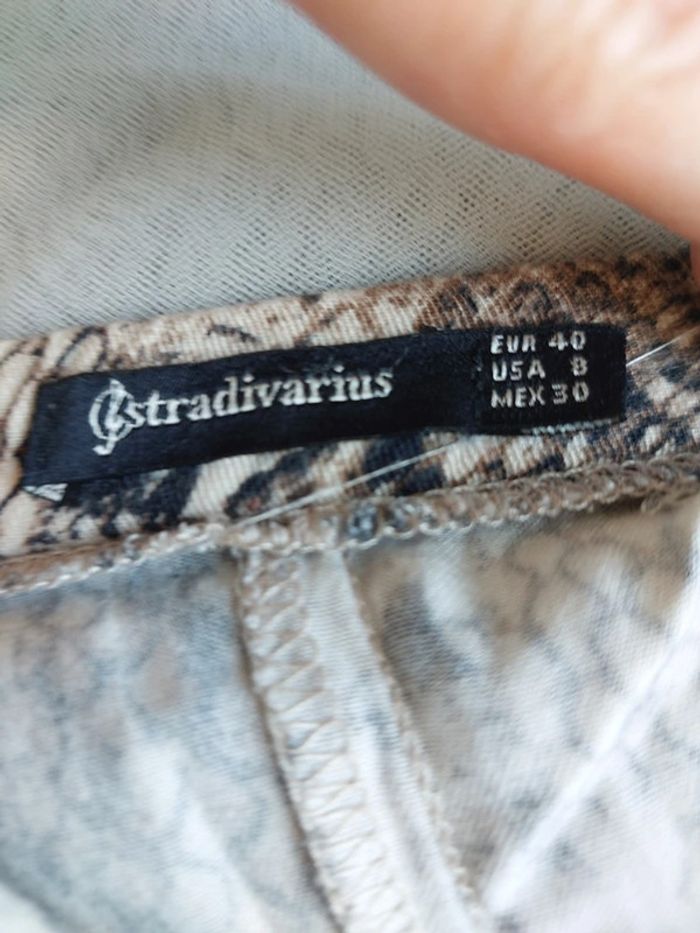 stradivarius
EUR 40
USA 8
MEX 30